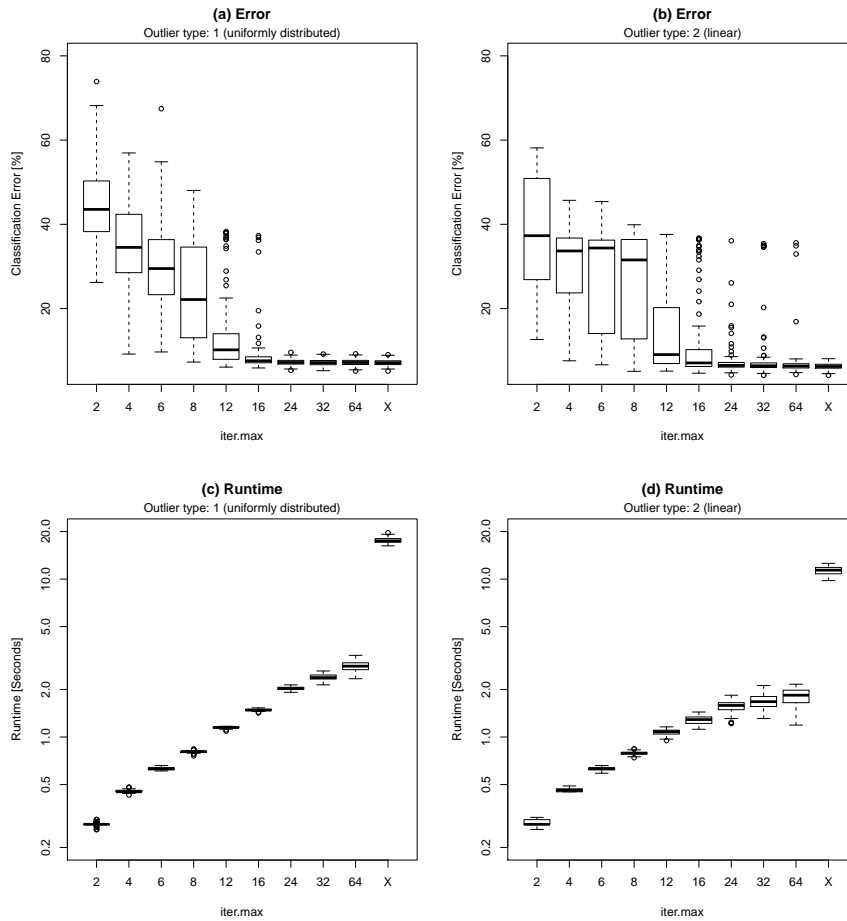 (a) Error
Outlier type: 1 (uniformly distributed)
Classification Error [%]
80
60
40
20
2 4 6 8 12 16 24 32 64 X
iter.max
(b) Error
Outlier type: 2 (linear)
Classification Error [%]
80
60
40
20
2 4 6 8 12 16 24 32 64 X
iter.max
(c) Runtime
Outlier type: 1 (uniformly distributed)
Runtime [Seconds]
20.0
10.0
5.0
2.0
1.0
0.5
0.2
2 4 6 8 12 16 24 32 64 X
iter.max
(d) Runtime
Outlier type: 2 (linear)
Runtime [Seconds]
20.0
10.0
5.0
2.0
1.0
0.5
0.2
2 4 6 8 12 16 24 32 64 X
iter.max